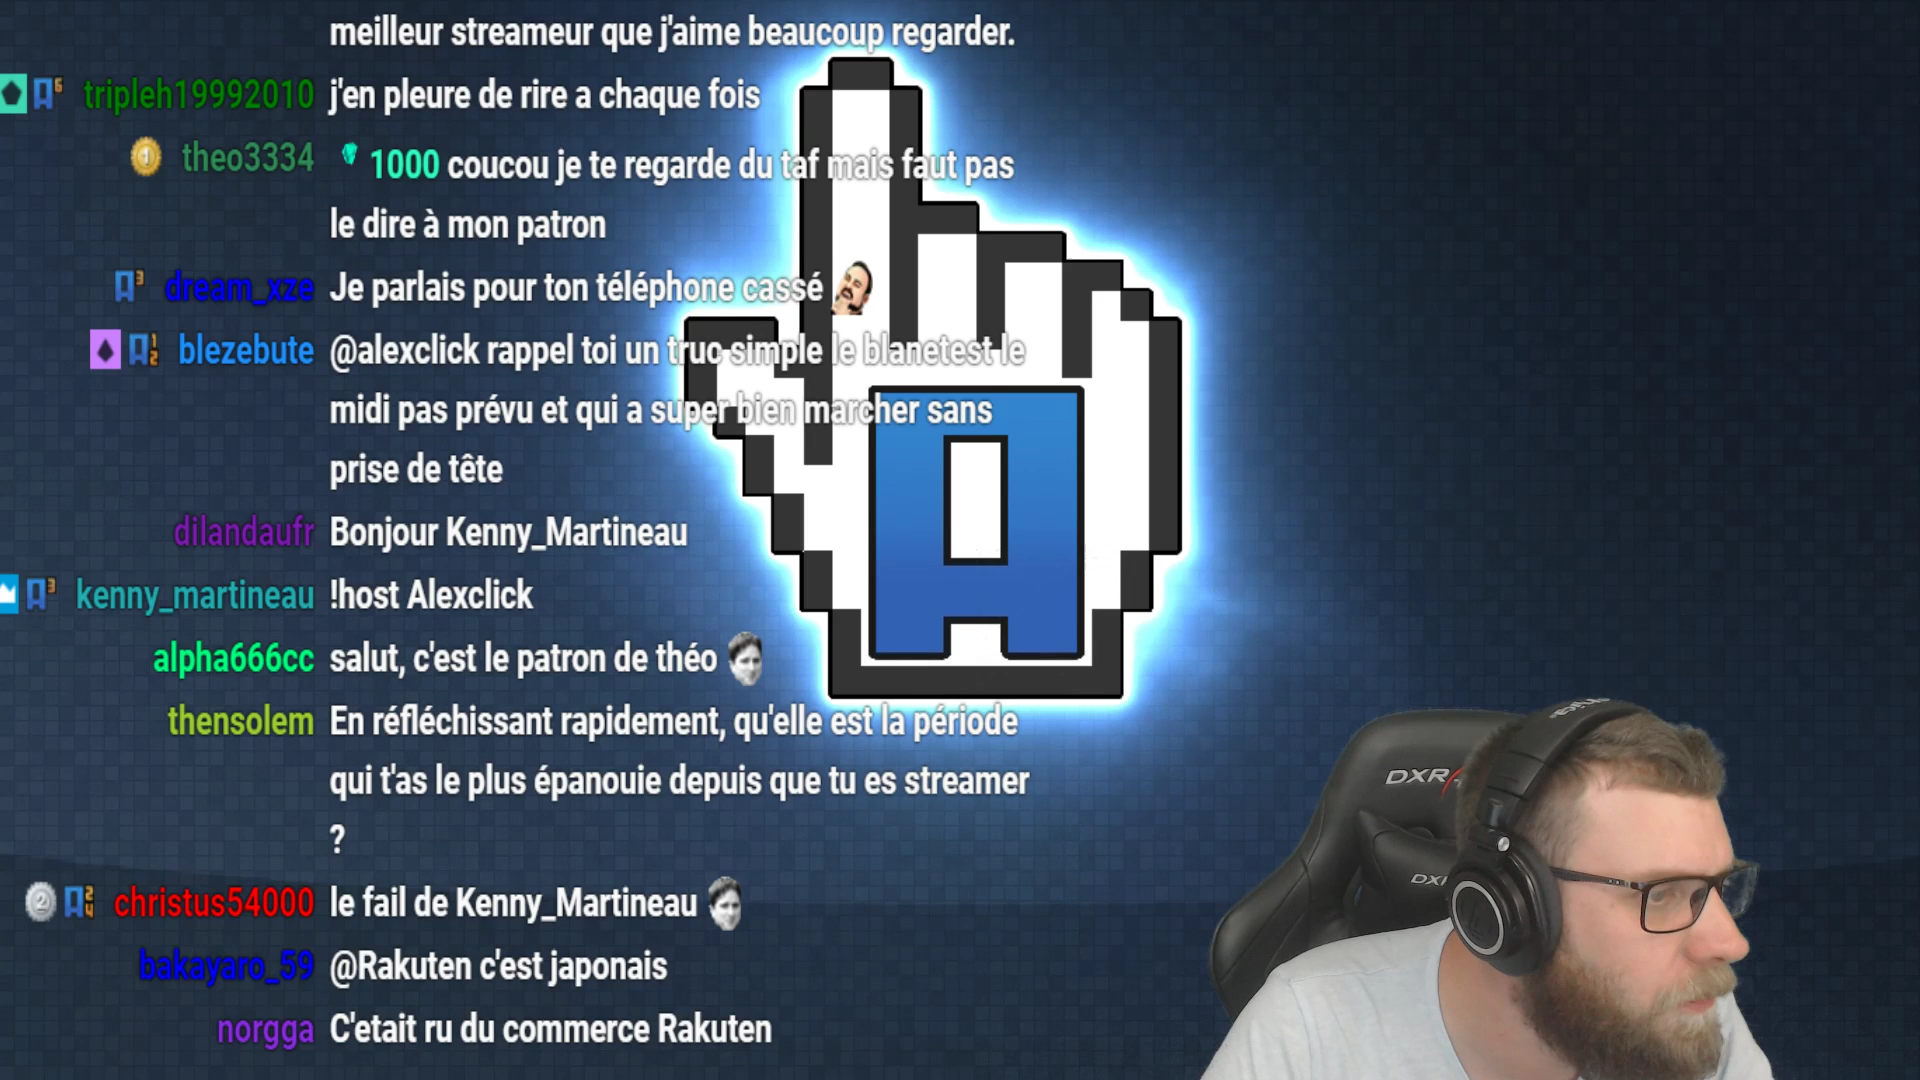 meilleur streameur que j'aime beaucoup regarder.
tripleh19992010 j'en pleure de rire a chaque fois
theo3334 1000 coucou je te regarde du taf mais faut pas
le dire à mon patron
dream_xze Je parlais pour ton téléphone cassé
blezebute @alexclick rappel toi un truc simple le blanetest le
midi pas prévu et qui a super bien marcher sans
prise de tête
dilandaufr Bonjour Kenny_Martineau
kenny_martineau !host Alexclick
alpha666cc salut, c'est le patron de théo
thensolem En réfléchissant rapidement, qu'elle est la période
qui t'as le plus épanouie depuis que tu es streamer
?
christus54000 le fail de Kenny_Martineau
bakayaro_59 @Rakuten c'est japonais
norgga C'etait ru du commerce Rakuten
A
DXR